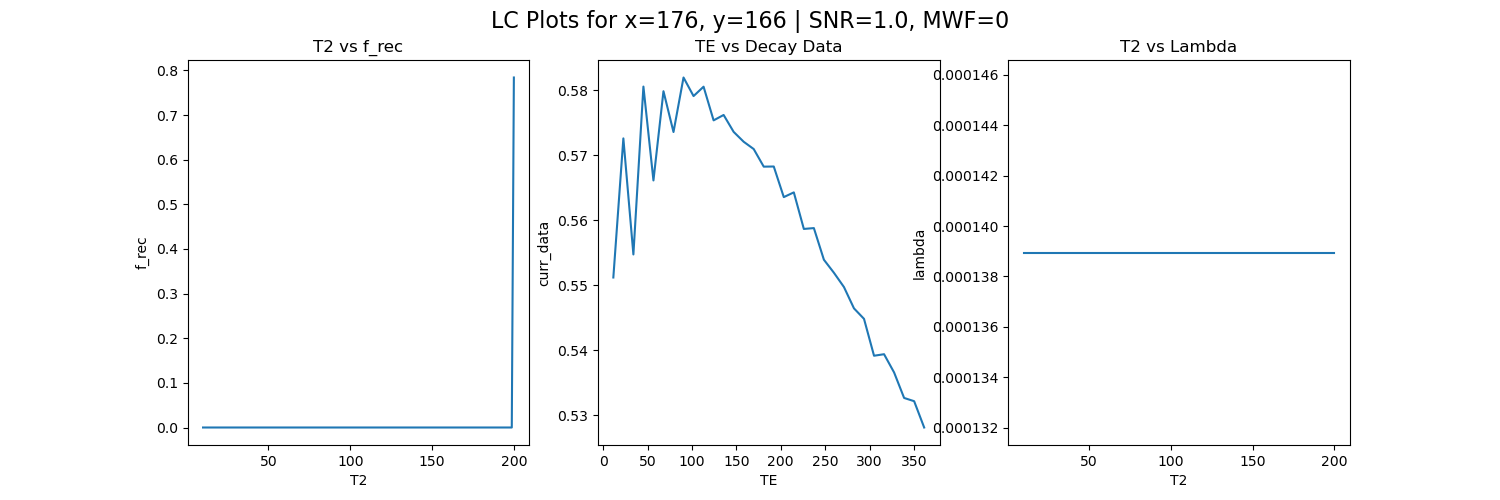 LC Plots for x=176, y=166 | SNR=1.0, MWF=0
T2 vs f_rec
0.8
0.7
0.6
0.5
0.4
0.3
0.2
0.1
0.0
f_rec
50 100 150 200
T2
TE vs Decay Data
0.58
0.57
0.56
0.55
0.54
0.53
curr_data
0 50 100 150 200 250 300 350
TE
T2 vs Lambda
0.000146
0.000144
0.000142
0.000140
0.000138
0.000136
0.000134
0.000132
lambda
50 100 150 200
T2